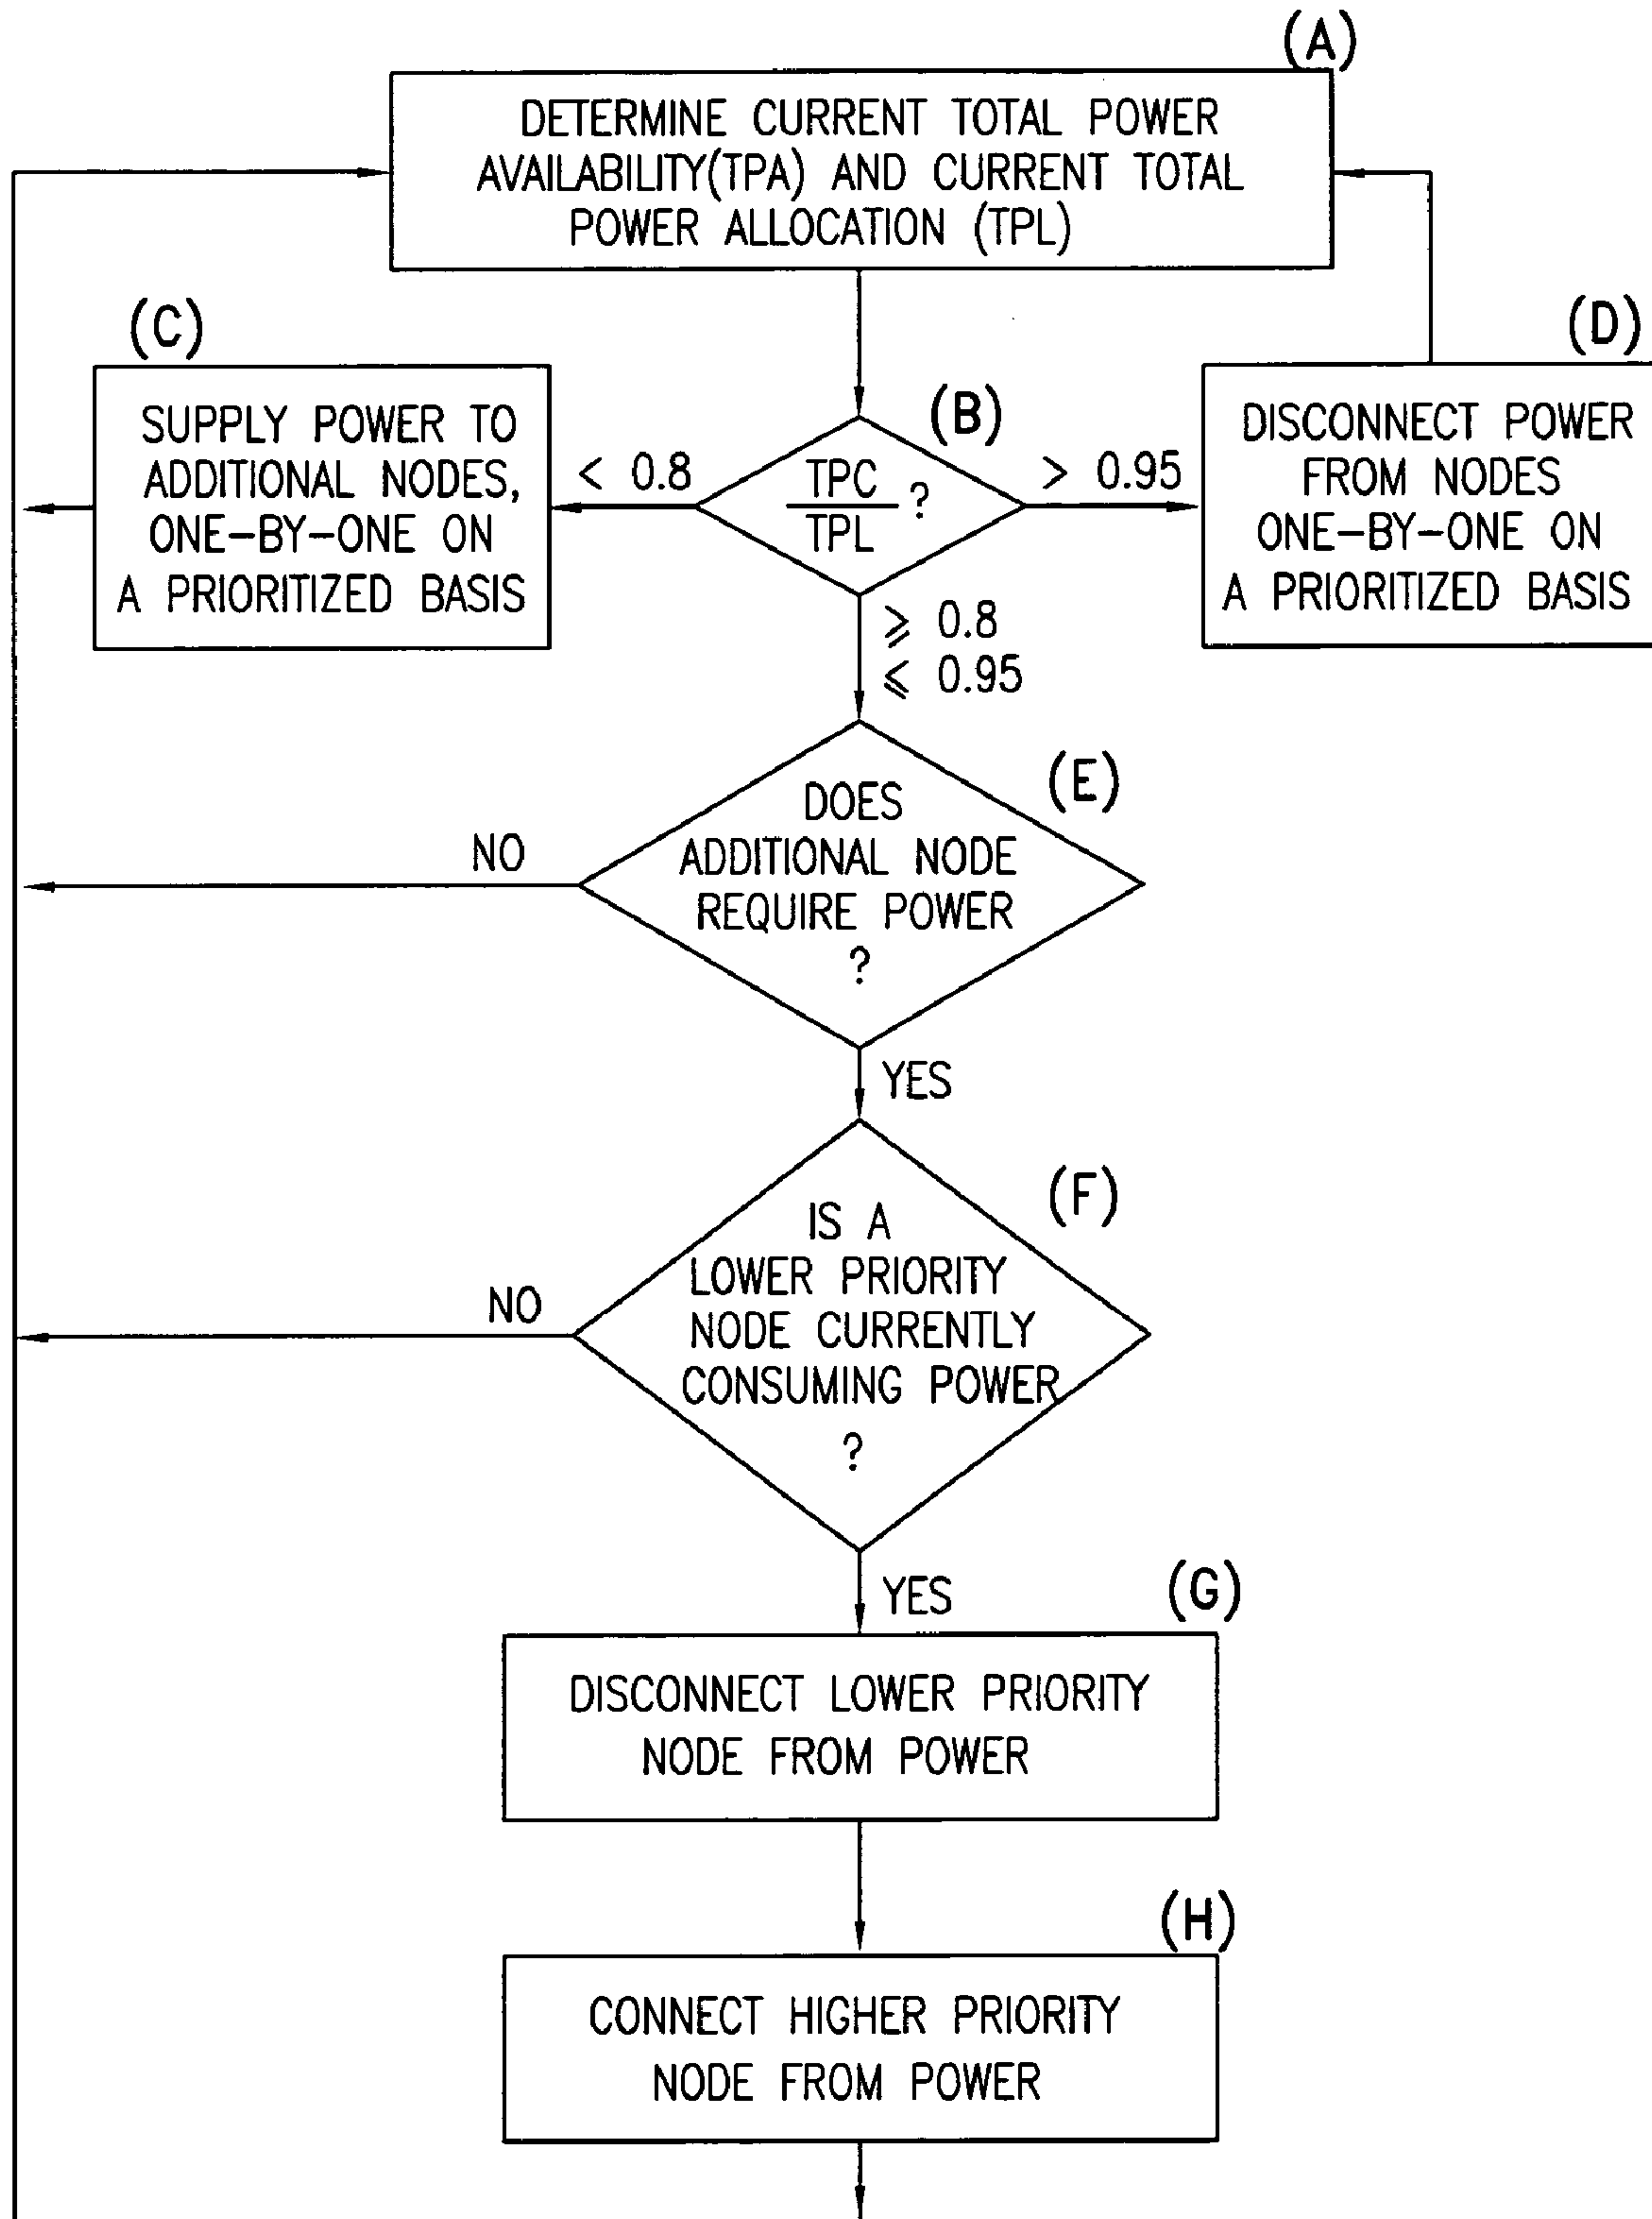 (A)
DETERMINE CURRENT TOTAL POWER
AVAILABILITY(TPA) AND CURRENT TOTAL
POWER ALLOCATION (TPL)
(C)
SUPPLY POWER TO
ADDITIONAL NODES,
ONE-BY-ONE ON
A PRIORITIZED BASIS
< 0.8
(B)
TPC
TPL
?
> 0.95
(D)
DISCONNECT POWER
FROM NODES
ONE-BY-ONE ON
A PRIORITIZED BASIS
⩾ 0.8
⩽ 0.95
(E)
DOES
ADDITIONAL NODE
REQUIRE POWER
?
NO
YES
(F)
IS A
LOWER PRIORITY
NODE CURRENTLY
CONSUMING POWER
?
NO
YES
(G)
DISCONNECT LOWER PRIORITY
NODE FROM POWER
(H)
CONNECT HIGHER PRIORITY
NODE FROM POWER